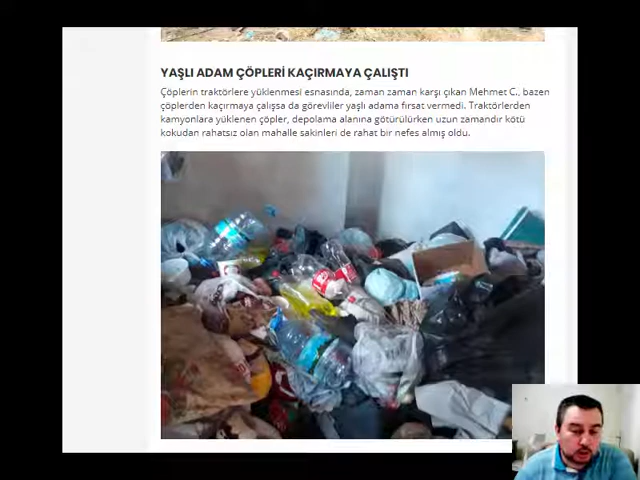 YAŞLI ADAM ÇÖPLERİ KAÇIRMAYA ÇALIŞTI
Çöplerin traktörlere yüklenmesi esnasında, zaman zaman karşı çıkan Mehmet C., bazen
çöplerden kaçırmaya çalışsa da görevliler yaşlı adama fırsat vermedi. Traktörlerden
kamyonlara yüklenen çöpler, depolama alanına götürülürken uzun zamandır kötü
kokudan rahatsız olan mahalle sakinleri de rahat bir nefes almış oldu.